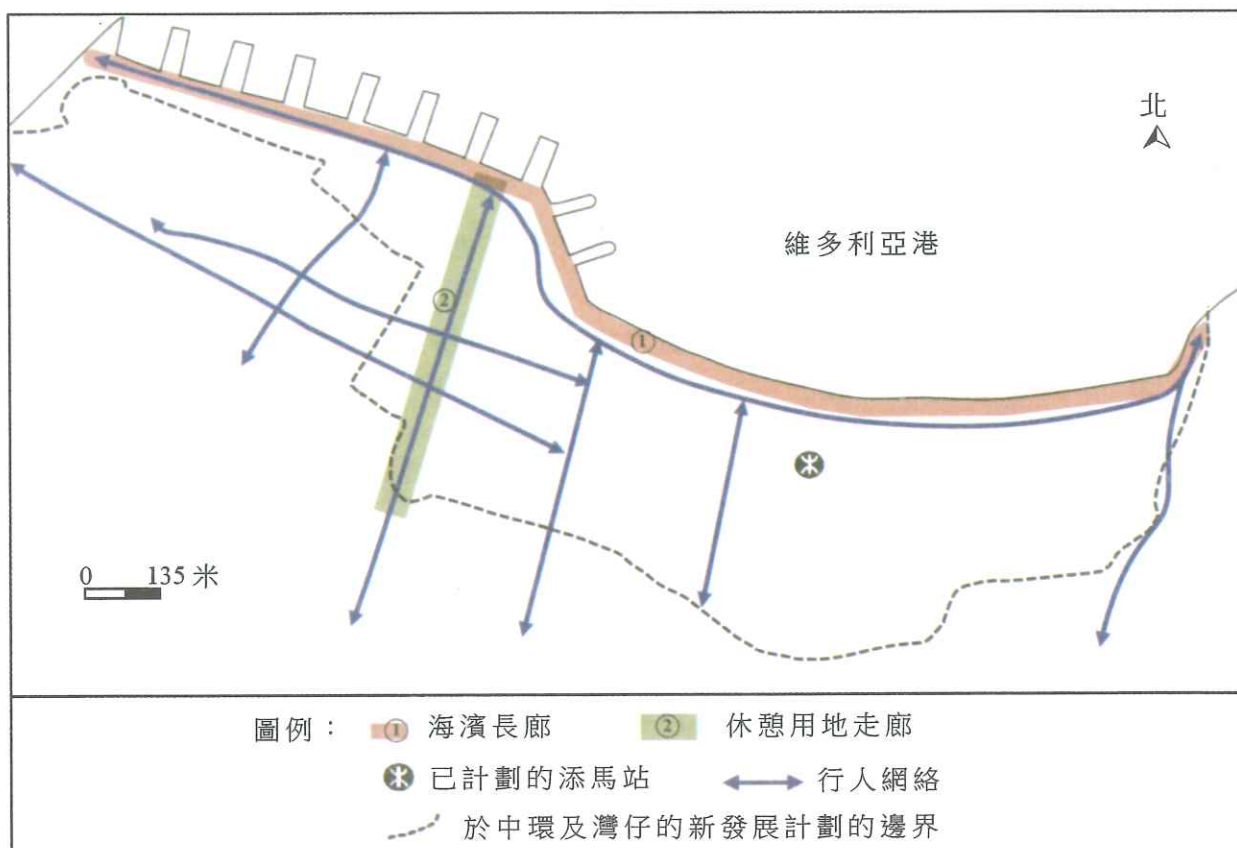 北
維多利亞港
②
①
0 135 米
圖例：
① 海濱長廊
② 休憩用地走廊
已計劃的添馬站
行人網絡
於中環及灣仔的新發展計劃的邊界